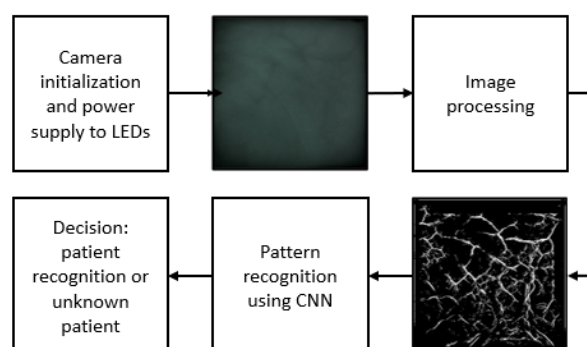 Camera
initialization
and power
supply to LEDs
Image
processing
Decision:
patient
recognition or
unknown
patient
Pattern
recognition
using CNN